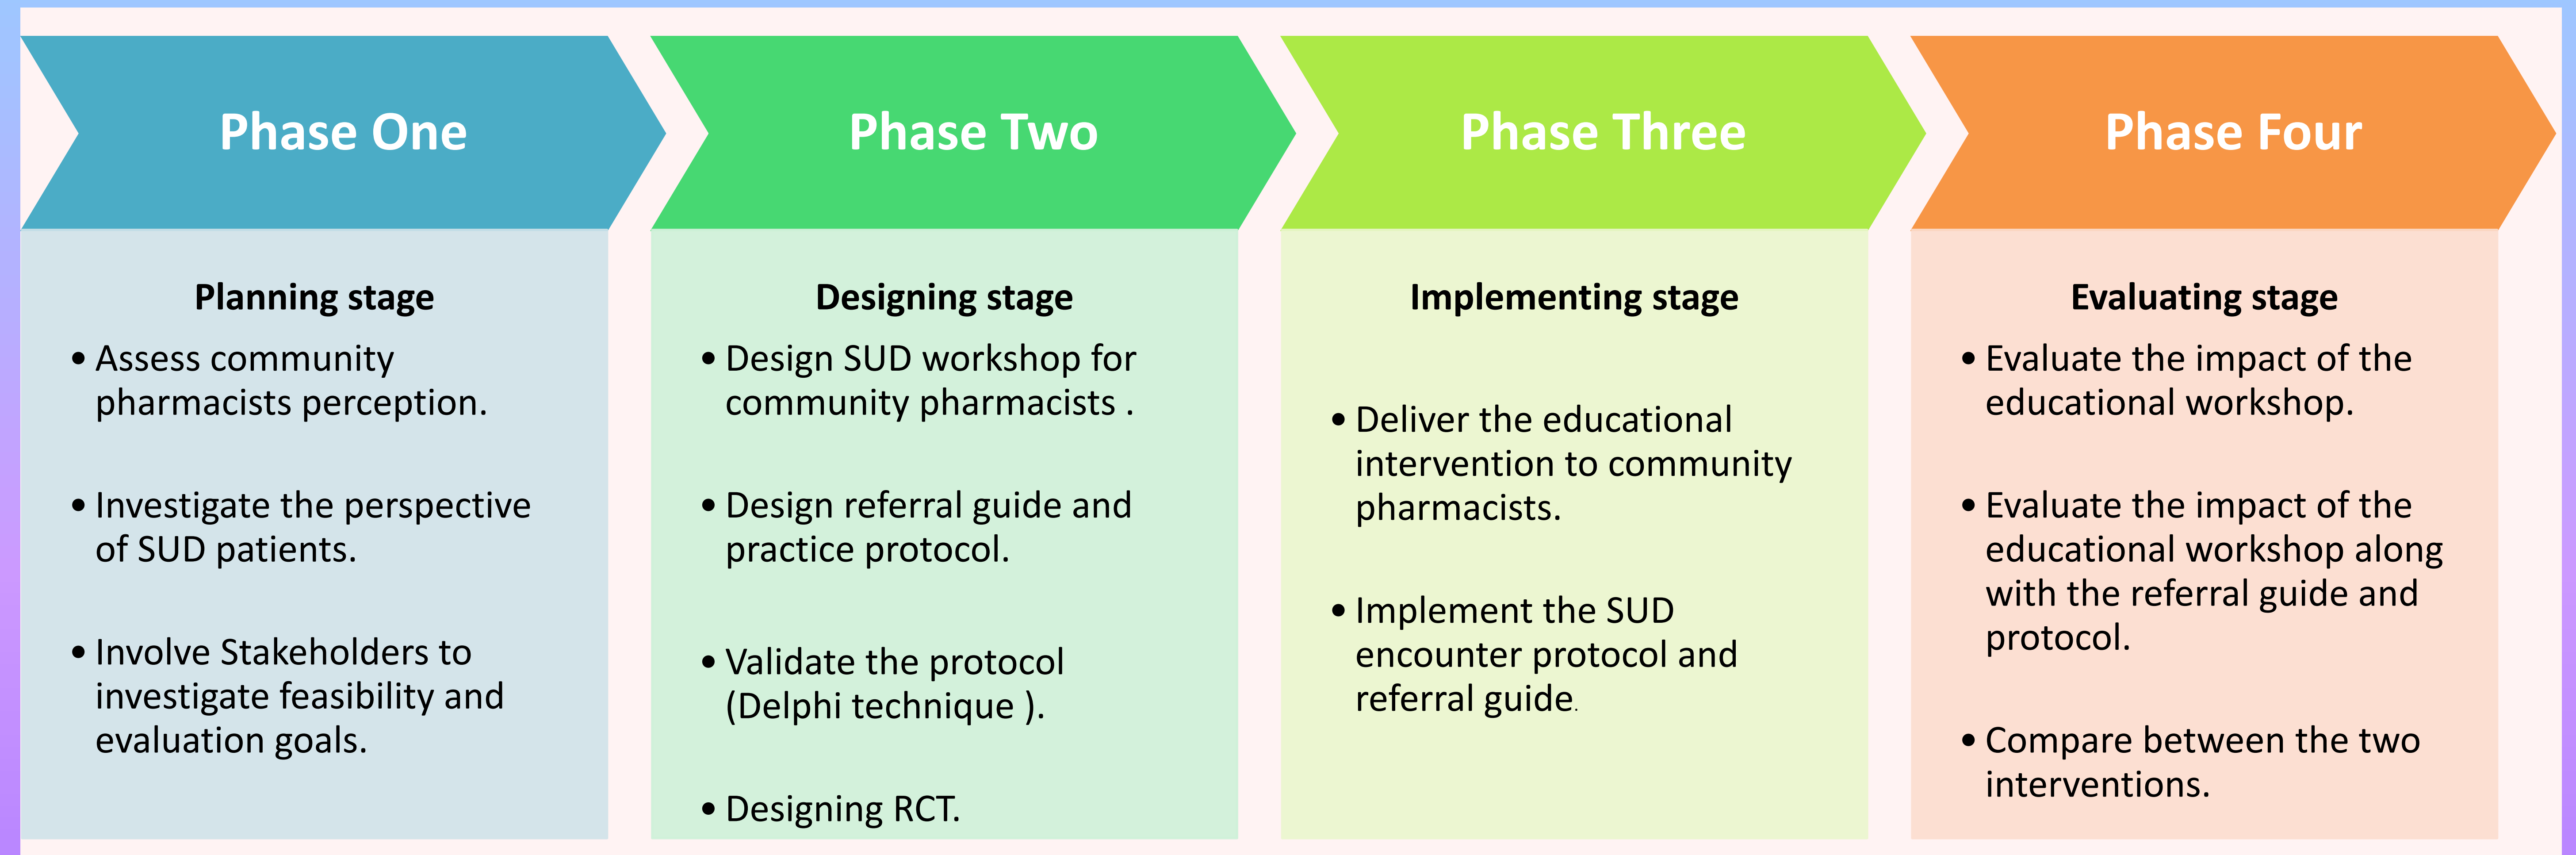 Phase One
Planning stage
• Assess community
pharmacists perception.
• Investigate the perspective
of SUD patients.
• Involve Stakeholders to
investigate feasibility and
evaluation goals.
Phase Two
Designing stage
• Design SUD workshop for
community pharmacists .
• Design referral guide and
practice protocol.
• Validate the protocol
(Delphi technique ).
• Designing RCT.
Phase Three
Implementing stage
• Deliver the educational
intervention to community
pharmacists.
• Implement the SUD
encounter protocol and
referral guide.
Phase Four
Evaluating stage
• Evaluate the impact of the
educational workshop.
• Evaluate the impact of the
educational workshop along
with the referral guide and
protocol.
• Compare between the two
interventions.